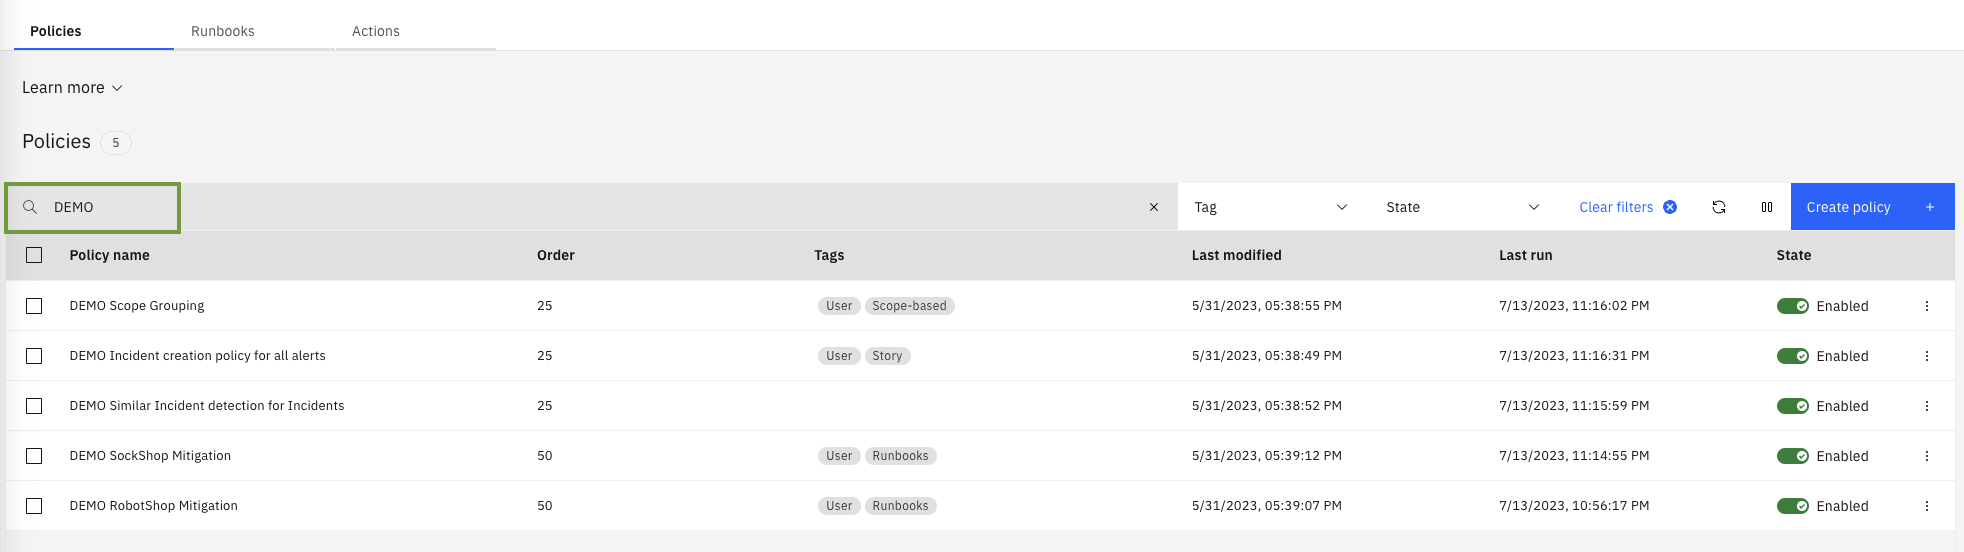 Policies Runbooks Actions
Learn more
Policies 5
DEMO Tag State Clear filters Create policy +
Policy name Order Tags Last modified Last run State
DEMO Scope Grouping 25 User Scope-based 5/31/2023, 05:38:55 PM 7/13/2023, 11:16:02 PM Enabled
DEMO Incident creation policy for all alerts 25 User Story 5/31/2023, 05:38:49 PM 7/13/2023, 11:16:31 PM Enabled
DEMO Similar Incident detection for Incidents 25 5/31/2023, 05:38:52 PM 7/13/2023, 11:15:59 PM Enabled
DEMO SockShop Mitigation 50 User Runbooks 5/31/2023, 05:39:12 PM 7/13/2023, 11:14:55 PM Enabled
DEMO RobotShop Mitigation 50 User Runbooks 5/31/2023, 05:39:07 PM 7/13/2023, 10:56:17 PM Enabled